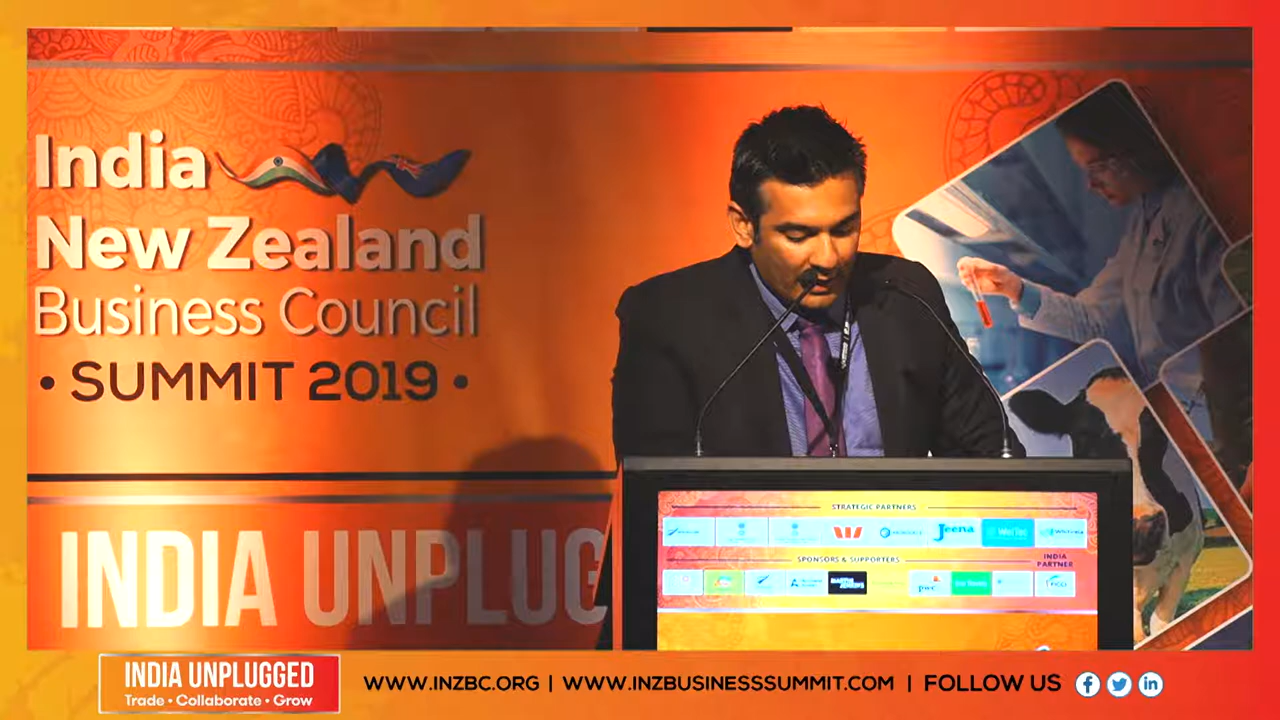 India
New Zealand
Business Council
• SUMMIT 2019 •
INDIA UNPLUG
STRATEGIC PARTNERS
Jeena
SPONSORS & SUPPORTERS
INDIA
PARTNER
pwc
INDIA UNPLUGGED
Trade • Collaborate • Grow
WWW.INZBC.ORG | WWW.INZBUSINESSSUMMIT.COM | FOLLOW US